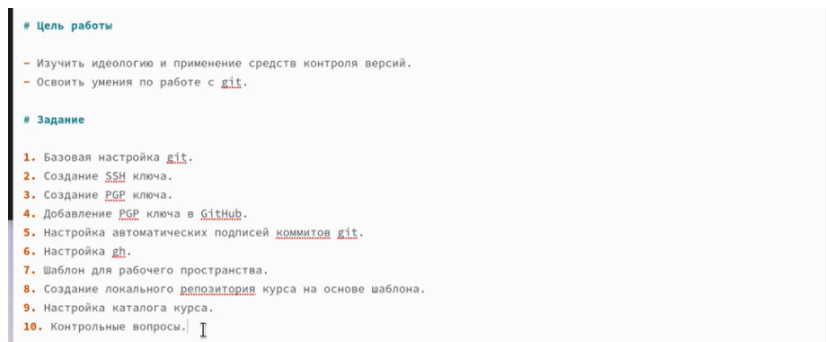 # Цель работы
- Изучить идеологию и применение средств контроля версий.
- Освоить умения по работе с git.
# Задание
1. Базовая настройка git.
2. Создание SSH ключа.
3. Создание PGP ключа.
4. Добавление PGP ключа в GitHub.
5. Настройка автоматических подписей коммитов git.
6. Настройка gh.
7. Шаблон для рабочего пространства.
8. Создание локального репозитория курса на основе шаблона.
9. Настройка каталога курса.
10. Контрольные вопросы.